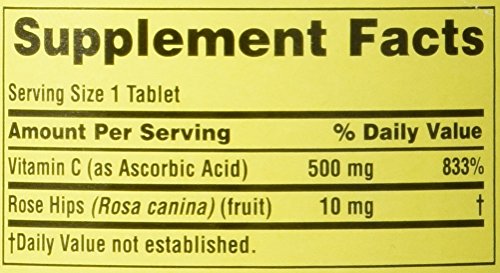 Supplement Facts
Serving Size 1 Tablet
Amount Per Serving % Daily Value
Vitamin C (as Ascorbic Acid) 500 mg 833%
Rose Hips (Rosa canina) (fruit) 10 mg †
†Daily Value not established.